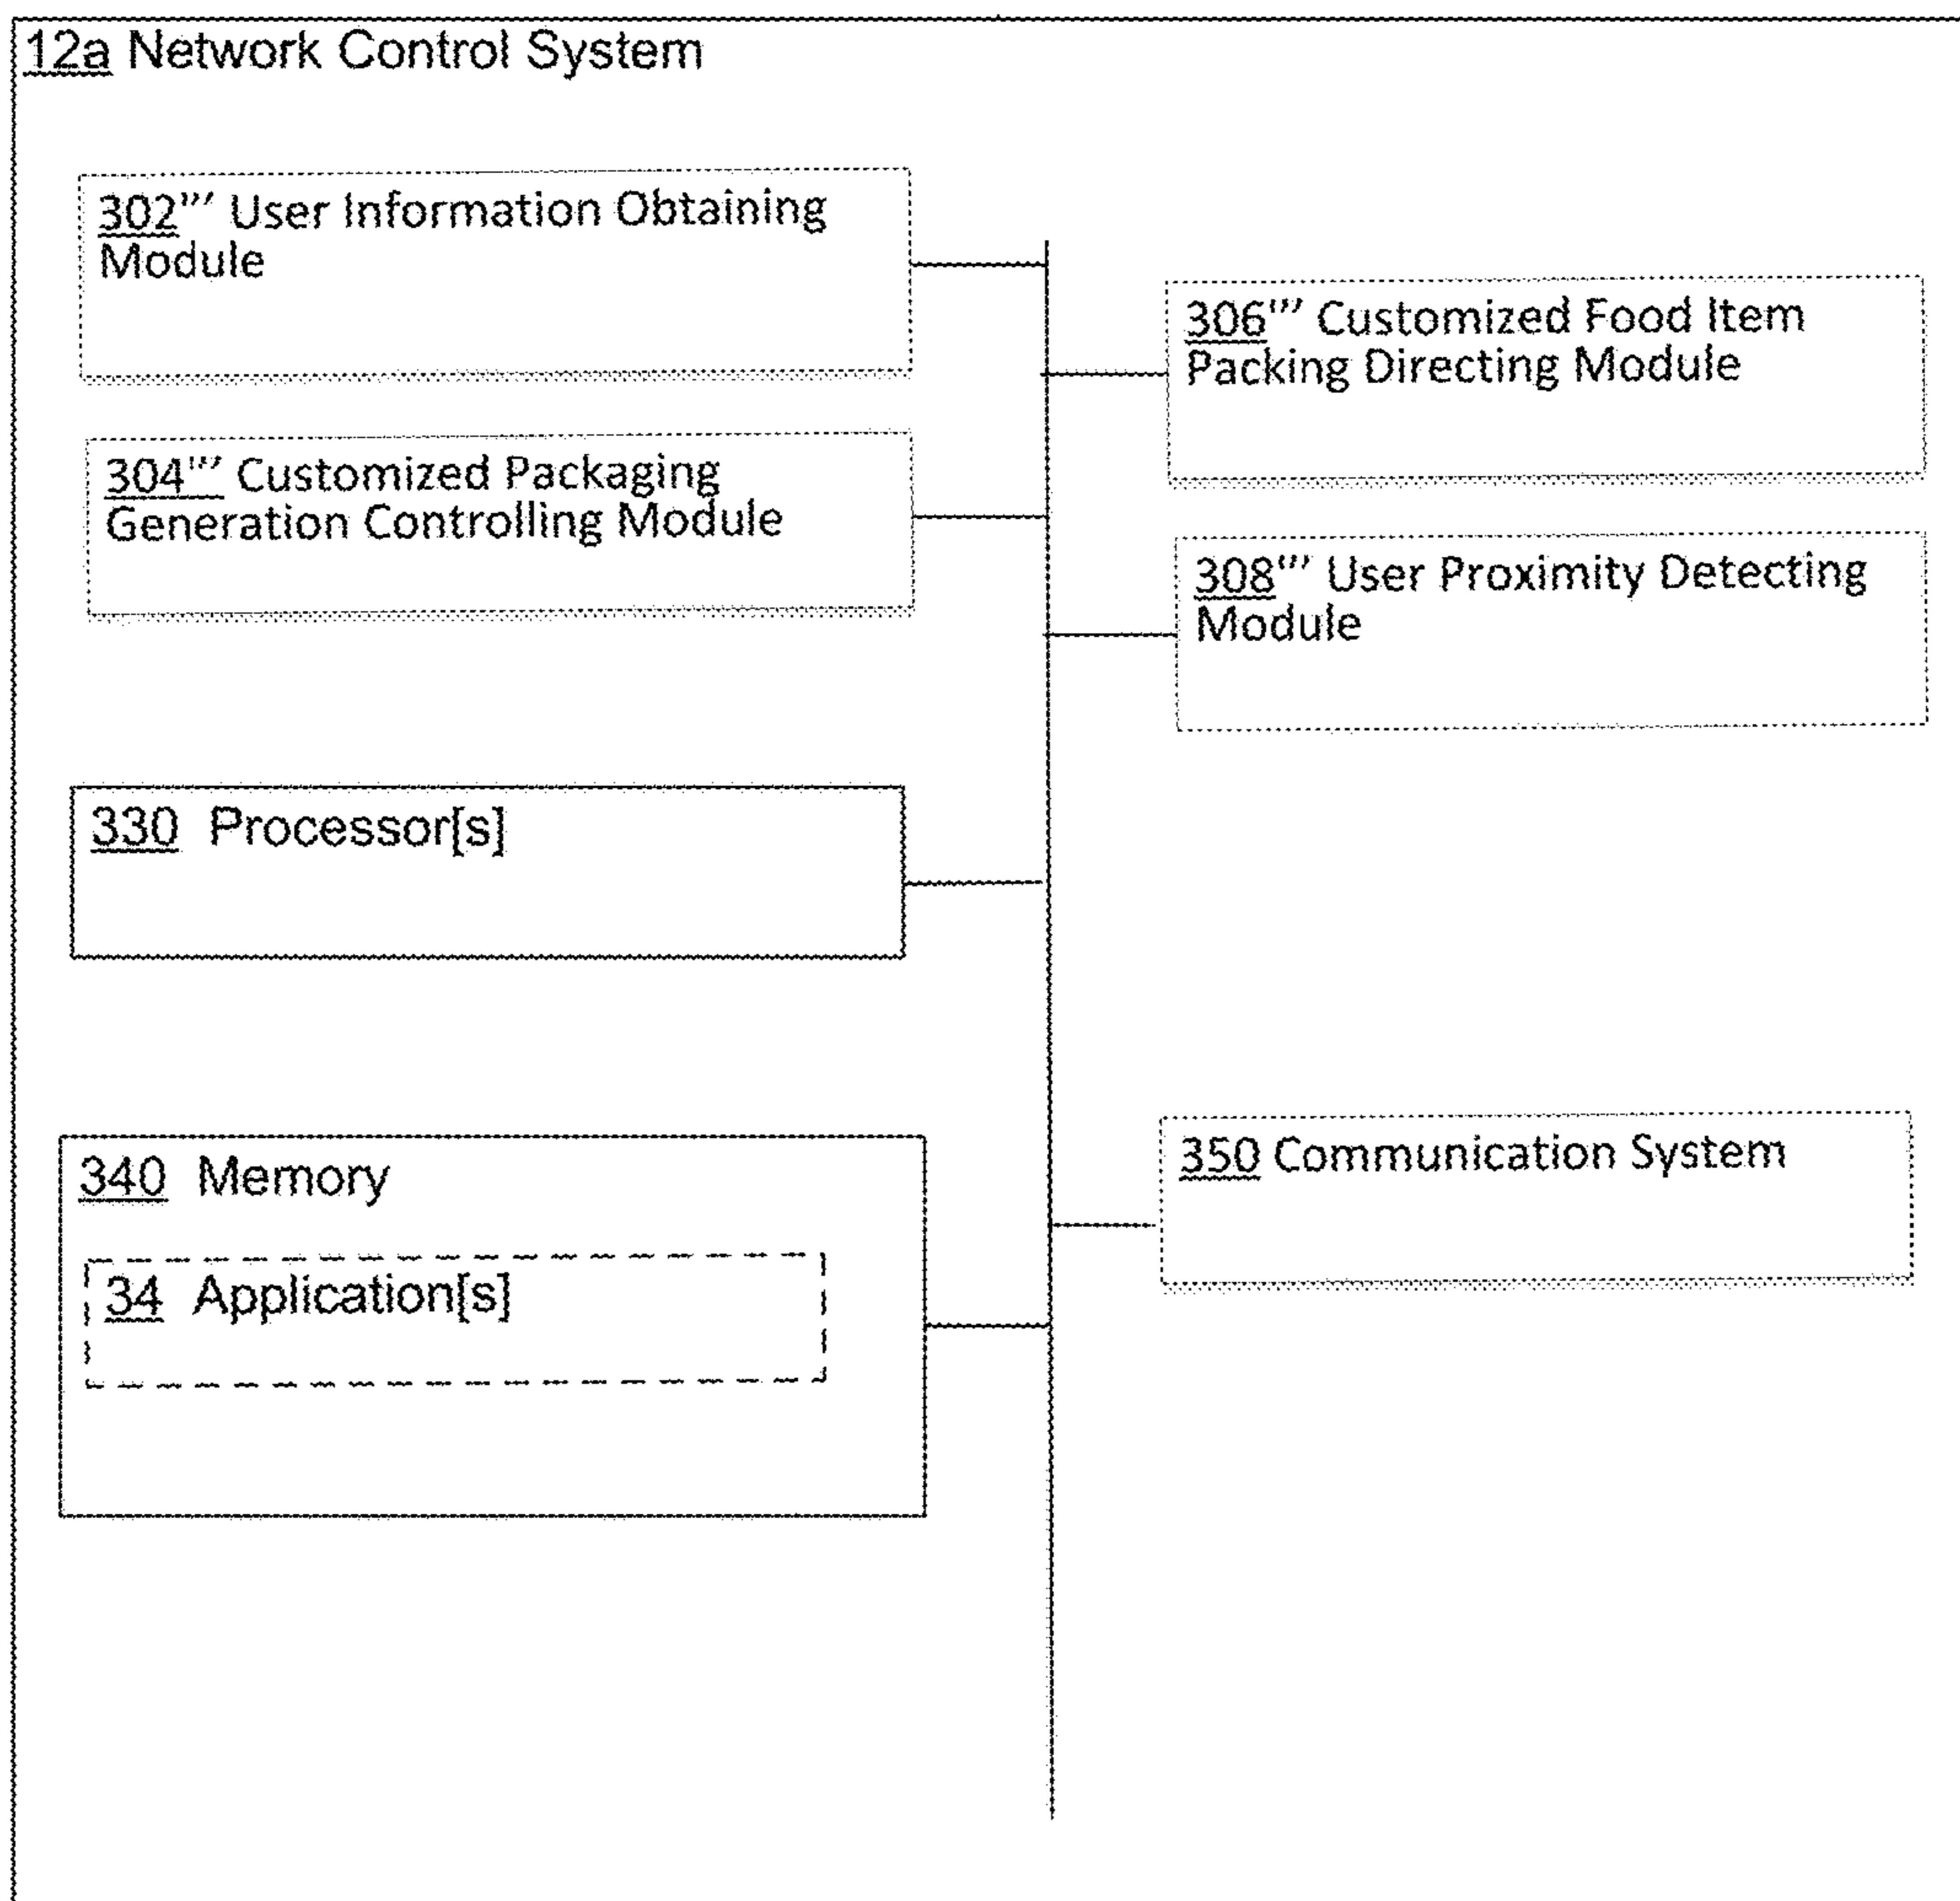 12a Network Control System
302''' User Information Obtaining
Module
304''' Customized Packaging
Generation Controlling Module
306''' Customized Food Item
Packing Directing Module
308''' User Proximity Detecting
Module
330 Processor[s]
340 Memory
34 Application[s]
350 Communication System